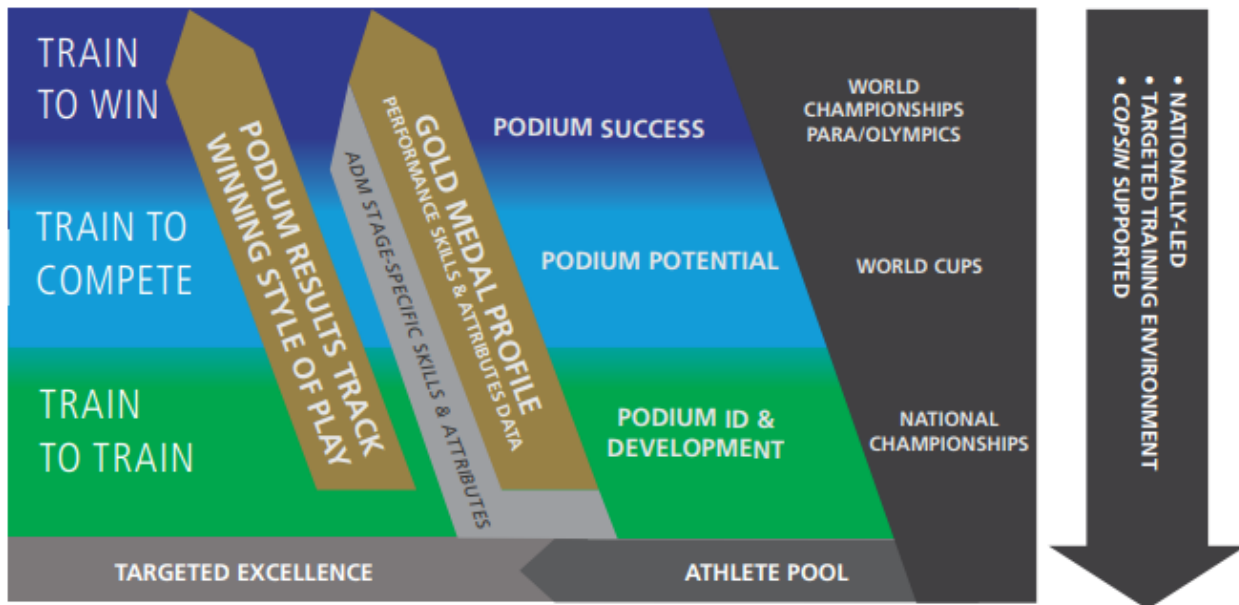 TRAIN
TO WIN
TRAIN TO
COMPETE
TRAIN
TO TRAIN
PODIUM RESULTS TRACK
WINNING STYLE OF PLAY
ADM STAGE-SPECIFIC SKILLS & ATTRIBUTES
GOLD MEDAL PROFILE
PERFORMANCE SKILLS & ATTRIBUTES DATA
PODIUM SUCCESS
PODIUM POTENTIAL
PODIUM ID &
DEVELOPMENT
WORLD
CHAMPIONSHIPS
PARA/OLYMPICS
WORLD CUPS
NATIONAL
CHAMPIONSHIPS
• NATIONALLY-LED
• TARGETED TRAINING ENVIRONMENT
• COPSIN SUPPORTED
TARGETED EXCELLENCE
ATHLETE POOL